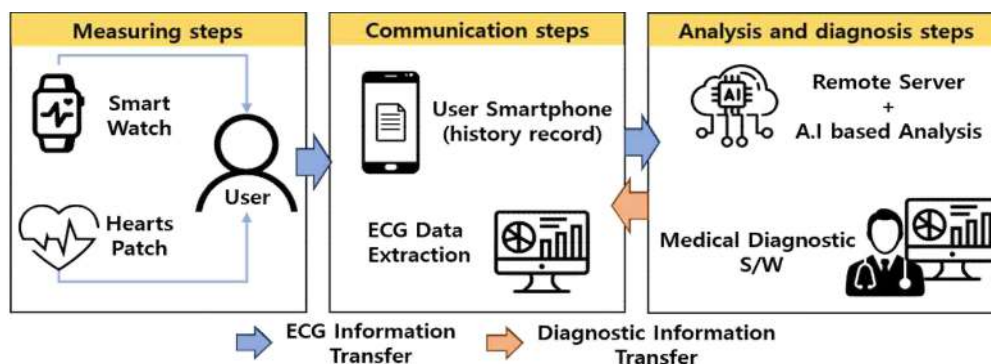 Measuring steps
Smart
Watch
User
Hearts
Patch
Communication steps
User Smartphone
(history record)
ECG Data
Extraction
Analysis and diagnosis steps
AI
Remote Server
+
A.I based Analysis
Medical Diagnostic
S/W
ECG Information
Transfer
Diagnostic Information
Transfer